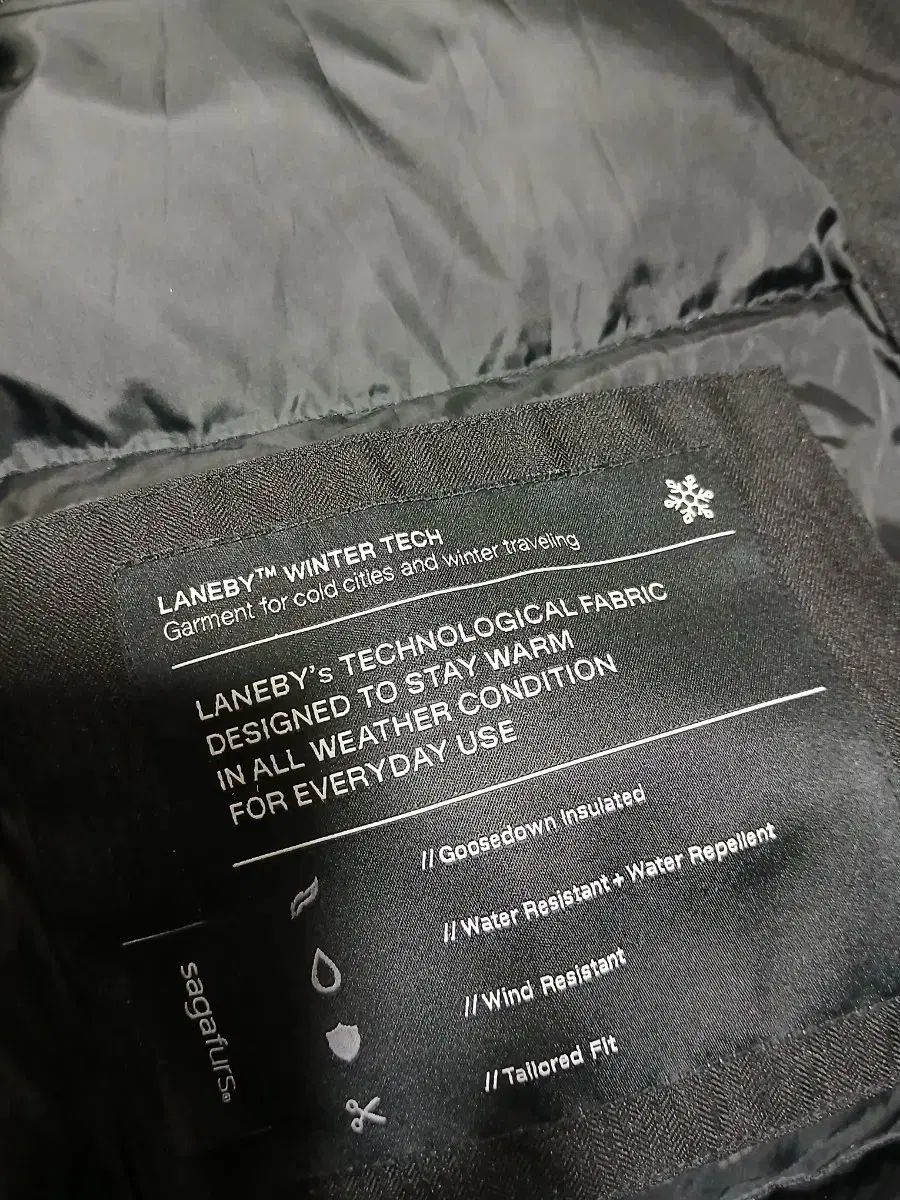 LANEBY™ WINTER TECH
Garment for cold cities and winter traveling
LANEBY's TECHNOLOGICAL FABRIC
DESIGNED TO STAY WARM
IN ALL WEATHER CONDITION
FOR EVERYDAY USE
// Goosedown Insulated
// Water Resistant + Water Repellent
// Wind Resistant
// Tailored Fit
sagafurs®